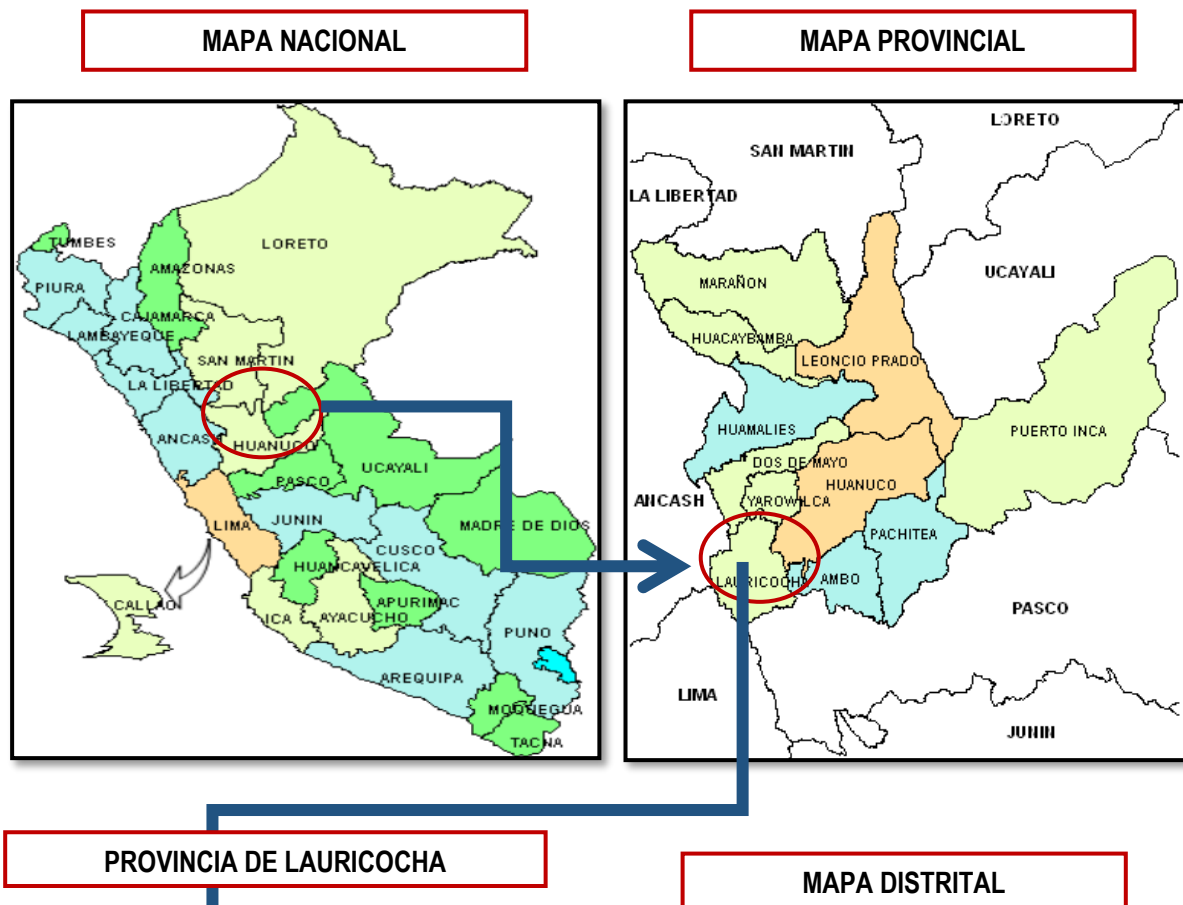 MAPA NACIONAL
MAPA PROVINCIAL
TUMBES
LORETO
AMAZONAS
PIURA
CAJAMARCA
LAMBAYEQUE
SAN MARTIN
LA LIBERTAD
ANCASH
HUANUCO
UCAYALI
PASCO
LIMA
JUNIN
MADRE DE DIOS
CUSCO
HUANCAVELICA
CALLAO
APURIMAC
ICA
AYACUCHO
PUNO
AREQUIPA
MOQUEGUA
TACNA
LORETO
SAN MARTIN
LA LIBERTAD
UCAYALI
MARAÑON
HUACAYBAMBA
LEONCIO PRADO
HUAMALIES
PUERTO INCA
DOS DE MAYO
HUANUCO
ANCASH
YAROWILCA
PACHITEA
LAURICOCHA
AMBO
PASCO
LIMA
JUNIN
PROVINCIA DE LAURICOCHA
MAPA DISTRITAL